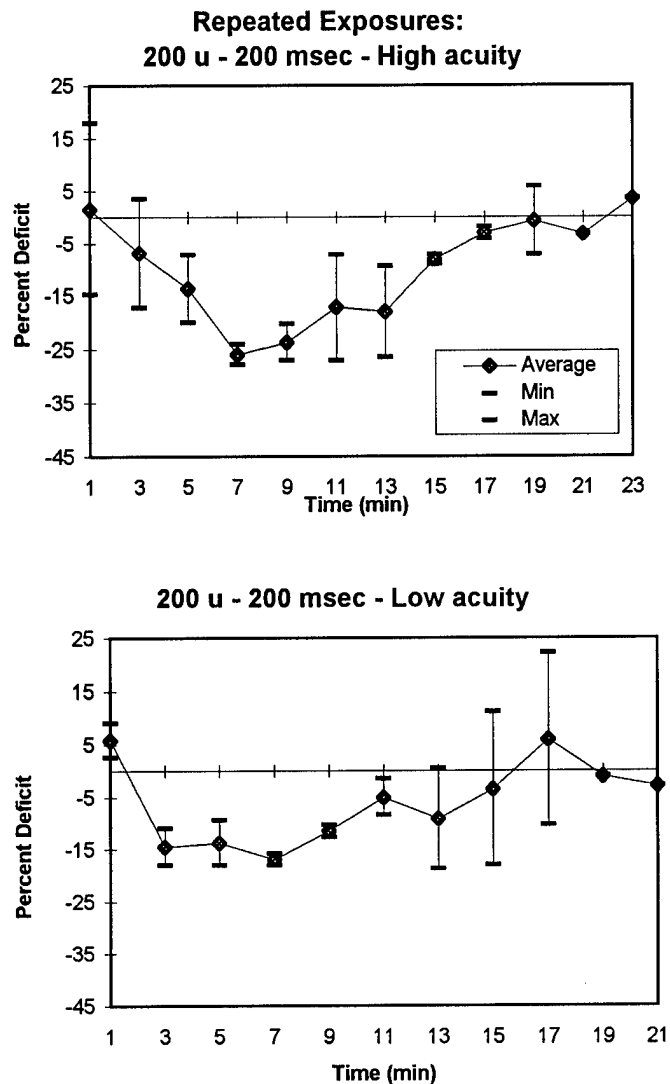 Repeated Exposures:
200 u - 200 msec - High acuity
25
15
5
-5
-15
-25
-35
-45
Percent Deficit
Average
Min
Max
1 3 5 7 9 11 13 15 17 19 21 23
Time (min)
200 u - 200 msec - Low acuity
25
15
5
-5
-15
-25
-35
-45
Percent Deficit
1 3 5 7 9 11 13 15 17 19 21
Time (min)